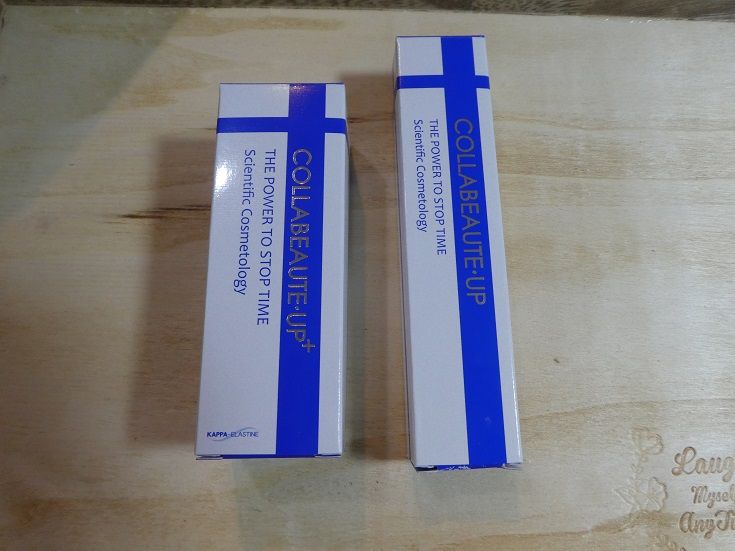 COLLABEAUTE·UP+
THE POWER TO STOP TIME
Scientific Cosmetology
KAPPA-ELASTINE
COLLABEAUTE·UP
THE POWER TO STOP TIME
Scientific Cosmetology